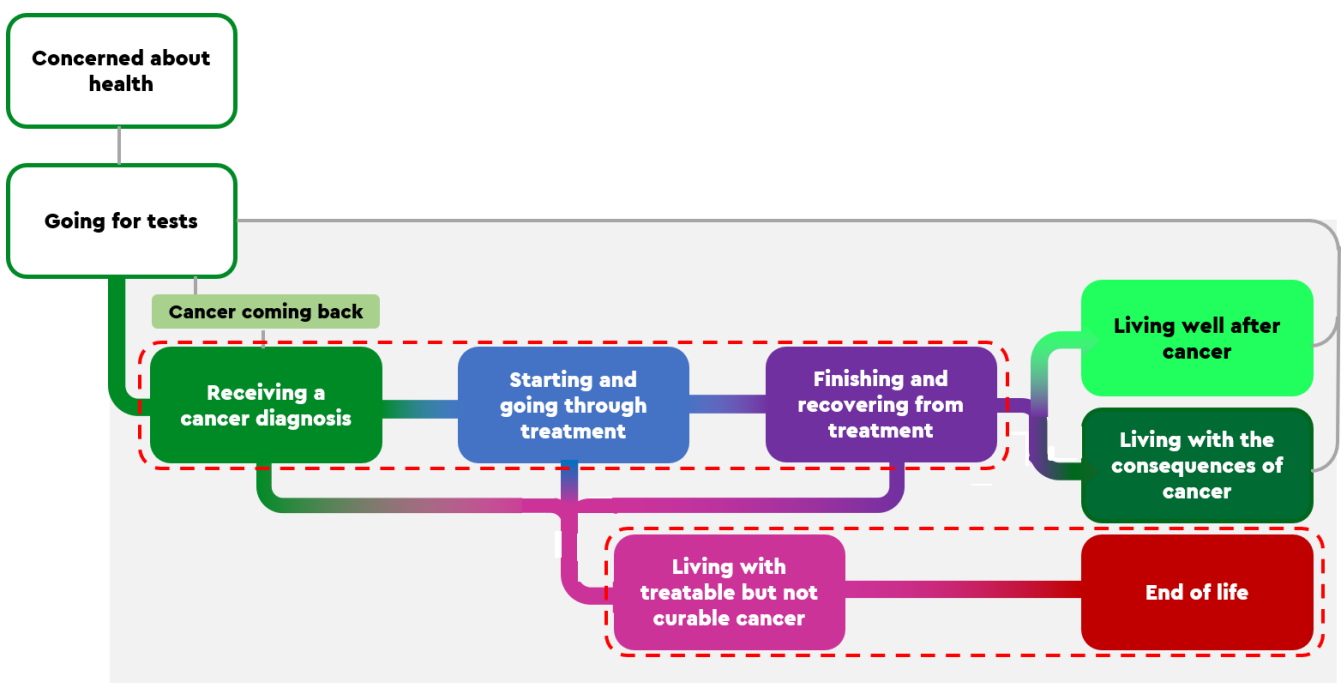 Concerned about
health
Going for tests
Cancer coming back
Receiving a
cancer diagnosis
Starting and
going through
treatment
Finishing and
recovering from
treatment
Living well after
cancer
Living with the
consequences of
cancer
Living with
treatable but not
curable cancer
End of life